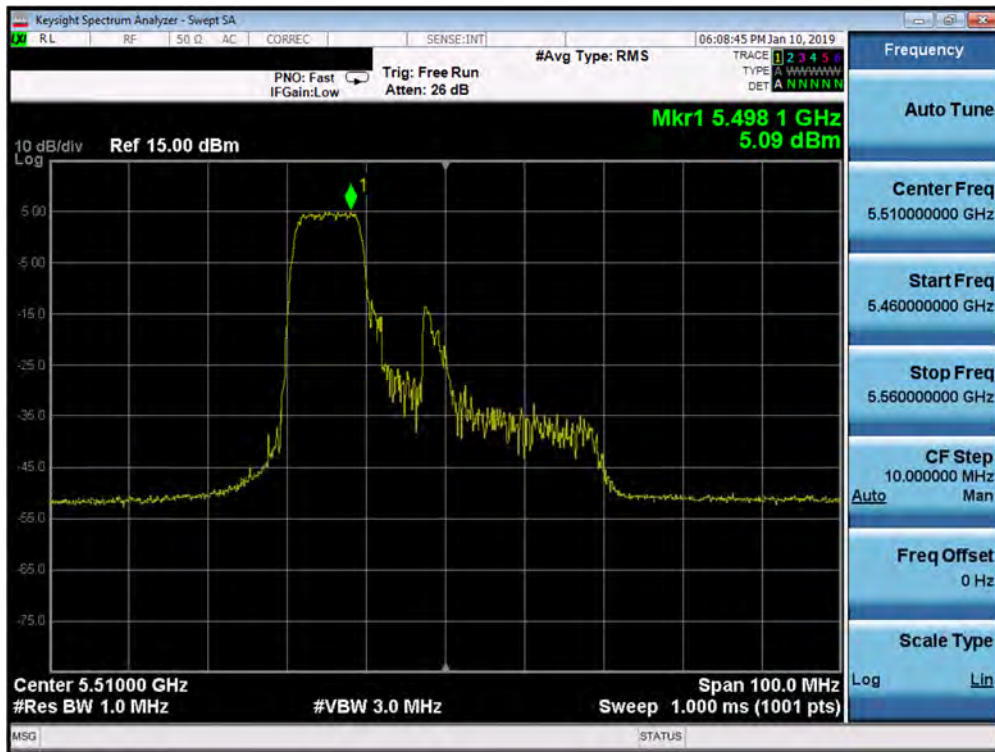 Keysight Spectrum Analyzer - Swept SA
LXI RL RF 50 Ω AC CORREC SENSE:INT 06:08:45 PM Jan 10, 2019
#Avg Type: RMS TRACE 1 2 3 4 5 6
PNO: Fast Trig: Free Run TYPE A WWWWW
IFGain:Low Atten: 26 dB DET A N N N N N
Mkr1 5.498 1 GHz
10 dB/div Ref 15.00 dBm 5.09 dBm
Log
1
5.00
-5.00
-15.0
-25.0
-35.0
-45.0
-55.0
-65.0
-75.0
Center 5.51000 GHz Span 100.0 MHz
#Res BW 1.0 MHz #VBW 3.0 MHz Sweep 1.000 ms (1001 pts)
MSG STATUS
Frequency
Auto Tune
Center Freq
5.510000000 GHz
Start Freq
5.460000000 GHz
Stop Freq
5.560000000 GHz
CF Step
10.000000 MHz
Auto Man
Freq Offset
0 Hz
Scale Type
Log Lin